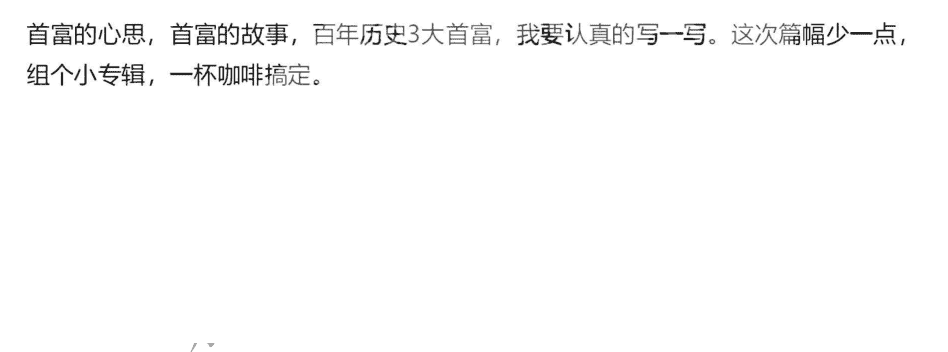 首富的心思，首富的故事，百年历史3大首富，我要认真的写一写。这次篇幅少一点，
组个小专辑，一杯咖啡搞定。